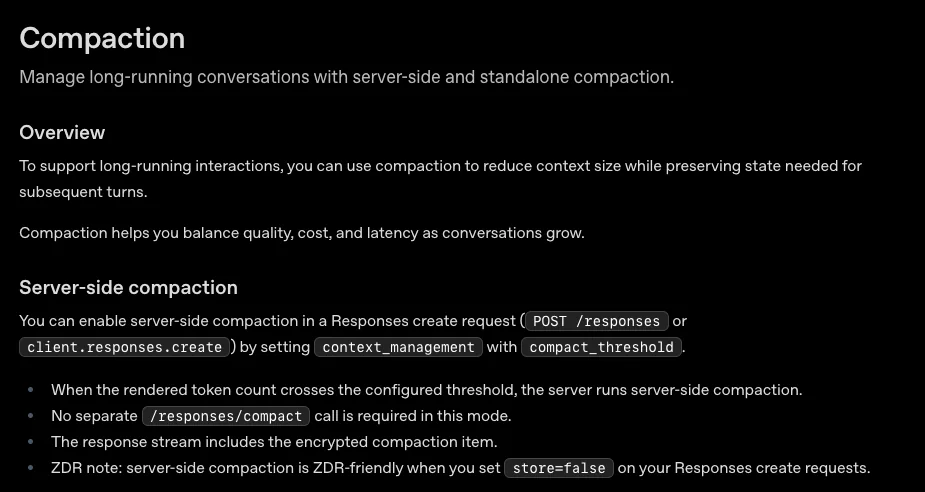 Compaction
Manage long-running conversations with server-side and standalone compaction.
Overview
To support long-running interactions, you can use compaction to reduce context size while preserving state needed for
subsequent turns.
Compaction helps you balance quality, cost, and latency as conversations grow.
Server-side compaction
You can enable server-side compaction in a Responses create request ( POST /responses or
client.responses.create ) by setting context_management with compact_threshold .
• When the rendered token count crosses the configured threshold, the server runs server-side compaction.
• No separate /responses/compact call is required in this mode.
• The response stream includes the encrypted compaction item.
• ZDR note: server-side compaction is ZDR-friendly when you set store=false on your Responses create requests.